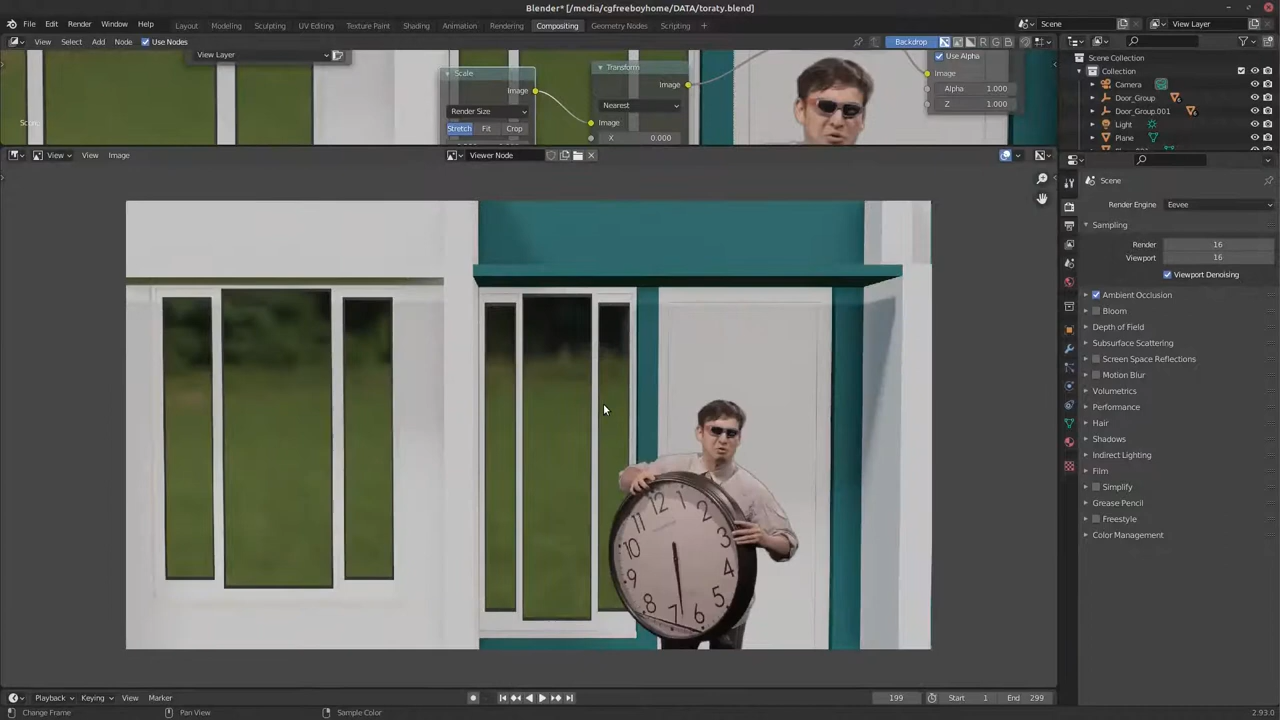 Blender* [/media/cgfreeboyhome/DATA/toraty.blend]
File Edit Render Window Help Layout Modeling Sculpting UV Editing Texture Paint Shading Animation Rendering Compositing Geometry Nodes Scripting Scene View Layer
View Select Add Node Use Nodes Backdrop R G B
View Layer
Scale
Image
Render Size
Stretch Fit Crop
Transform
Image
Nearest
Image
X 0.000
Use Alpha
Image
Alpha 1.000
Z 1.000
Scene Collection
Collection
Camera
Door_Group
Door_Group.001
Light
Plane
View View Image Viewer Node
Scene
Render Engine Eevee
Sampling
Render 16
Viewport 16
Viewport Denoising
Ambient Occlusion
Bloom
Depth of Field
Subsurface Scattering
Screen Space Reflections
Motion Blur
Volumetrics
Performance
Hair
Shadows
Indirect Lighting
Film
Simplify
Grease Pencil
Freestyle
Color Management
12 1 2 3 4 5 6 7 8 9 10 11
Playback Keying View Marker 199 Start 1 End 299
Change Frame Pan View Sample Color 2.93.0